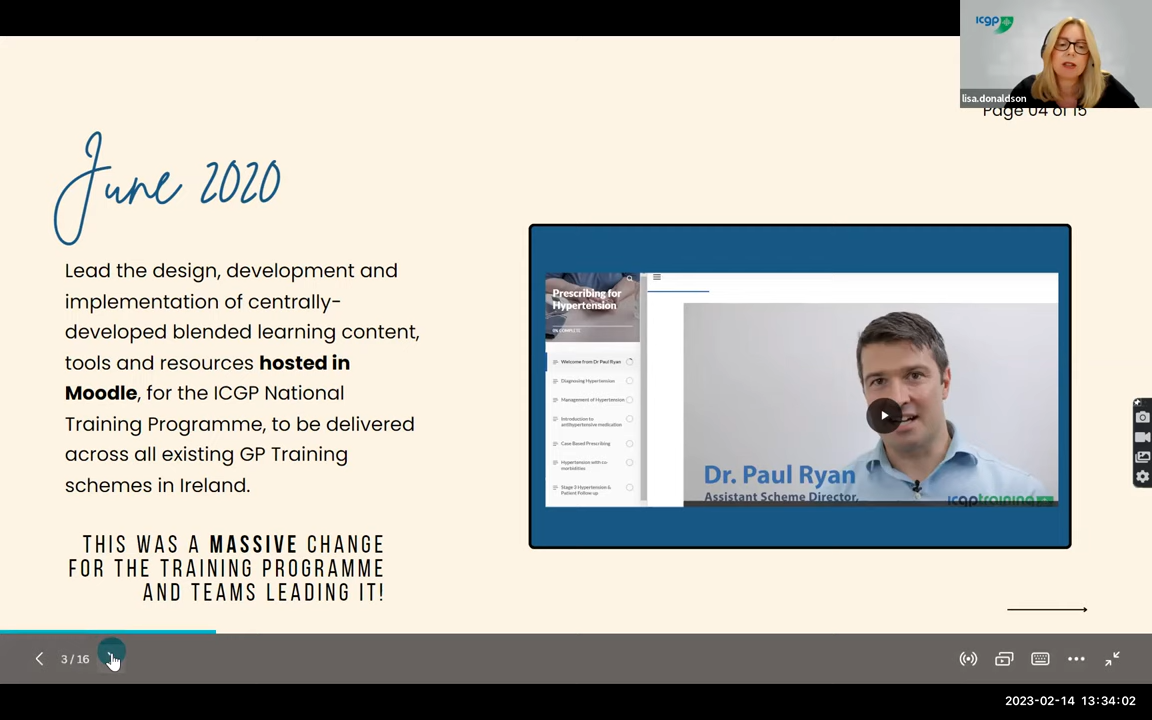 icgp
lisa.donaldson
Page 04 of 15
June 2020
Lead the design, development and
implementation of centrally-
developed blended learning content,
tools and resources hosted in
Moodle, for the ICGP National
Training Programme, to be delivered
across all existing GP Training
schemes in Ireland.
THIS WAS A MASSIVE CHANGE
FOR THE TRAINING PROGRAMME
AND TEAMS LEADING IT!
Prescribing for
Hypertension
0% COMPLETE
Welcome from Dr Paul Ryan
Diagnosing Hypertension
Management of Hypertension
Introduction to
antihypertensive medication
Case Based Prescribing
Hypertension with co-
morbidities
Stage 3 Hypertension &
Patient Follow-up
Dr. Paul Ryan
Assistant Scheme Director,
icgptraining
3 / 16
2023-02-14 13:34:02